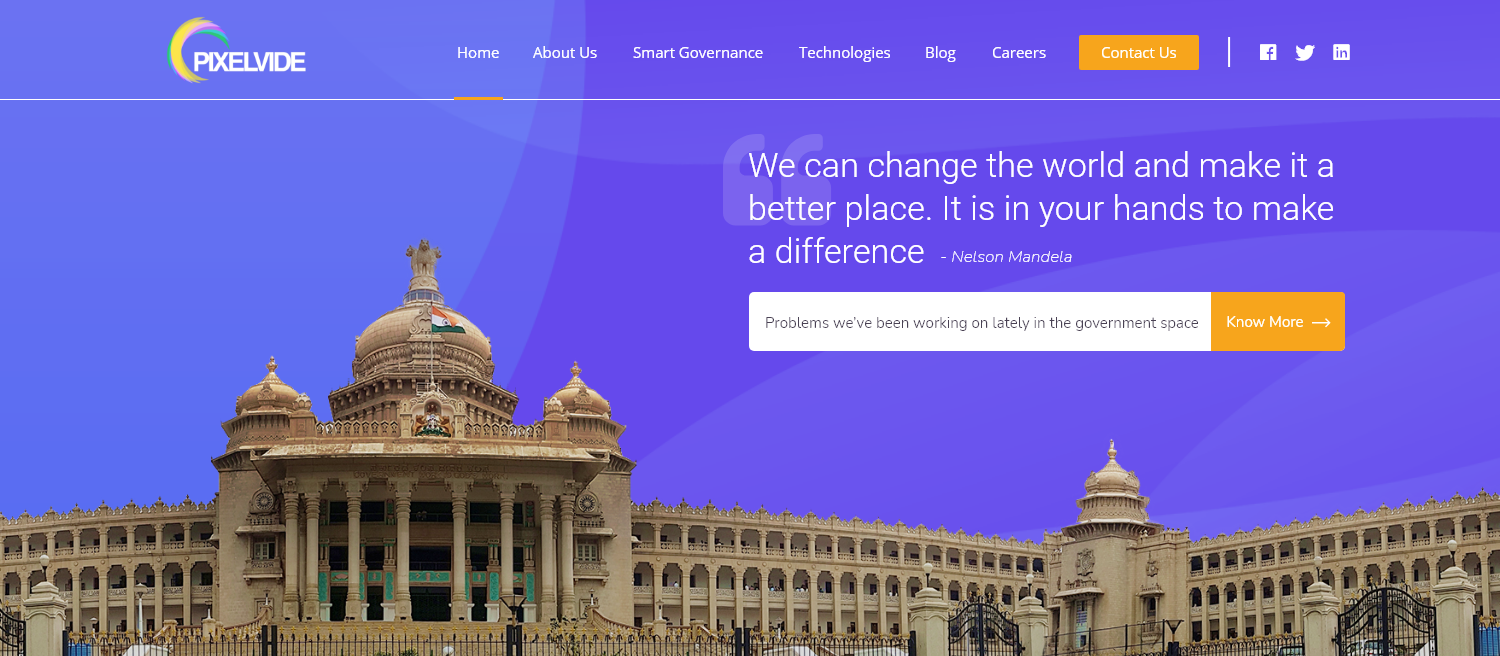 PIXELVIDE
Home About Us Smart Governance Technologies Blog Careers Contact Us
We can change the world and make it a
better place. It is in your hands to make
a difference - Nelson Mandela
Problems we've been working on lately in the government space Know More →